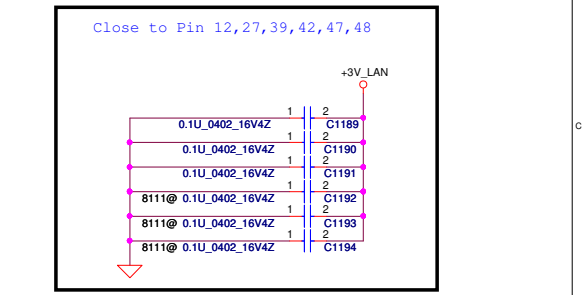 Close to Pin 12,27,39,42,47,48
+3V_LAN
1 2
0.1U_0402_16V4Z C1189
1 2
0.1U_0402_16V4Z C1190
1 2
0.1U_0402_16V4Z C1191
1 2
8111@ 0.1U_0402_16V4Z C1192
1 2
8111@ 0.1U_0402_16V4Z C1193
1 2
8111@ 0.1U_0402_16V4Z C1194
C